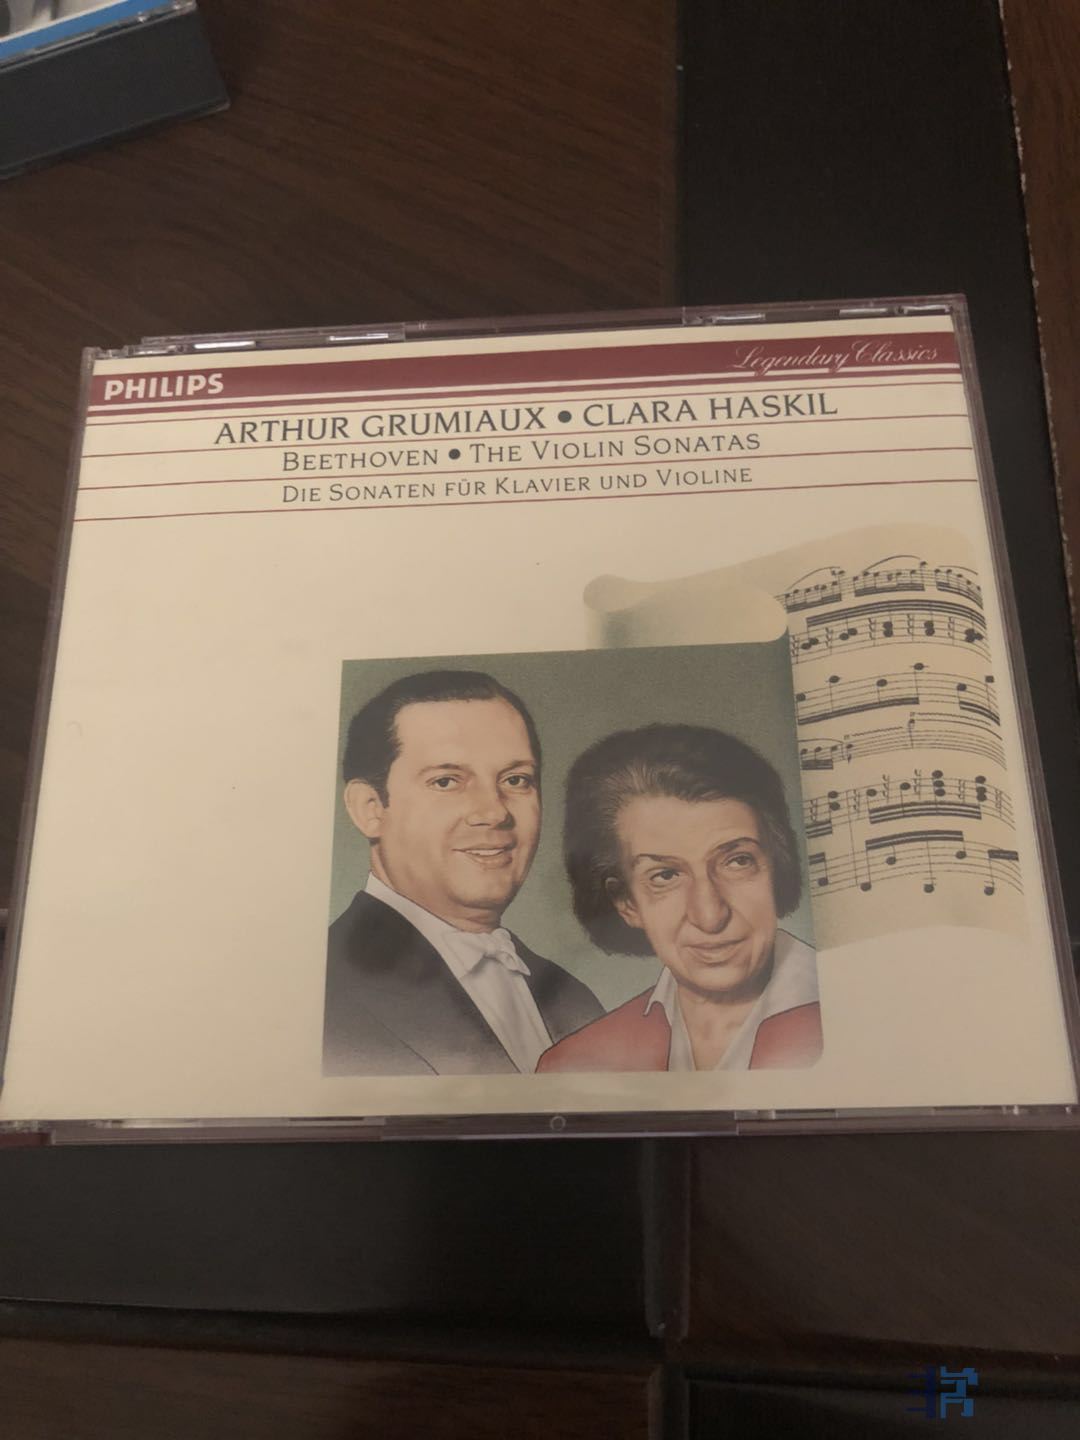 PHILIPS
Legendary Classics
ARTHUR GRUMIAUX • CLARA HASKIL
BEETHOVEN • THE VIOLIN SONATAS
DIE SONATEN FÜR KLAVIER UND VIOLINE